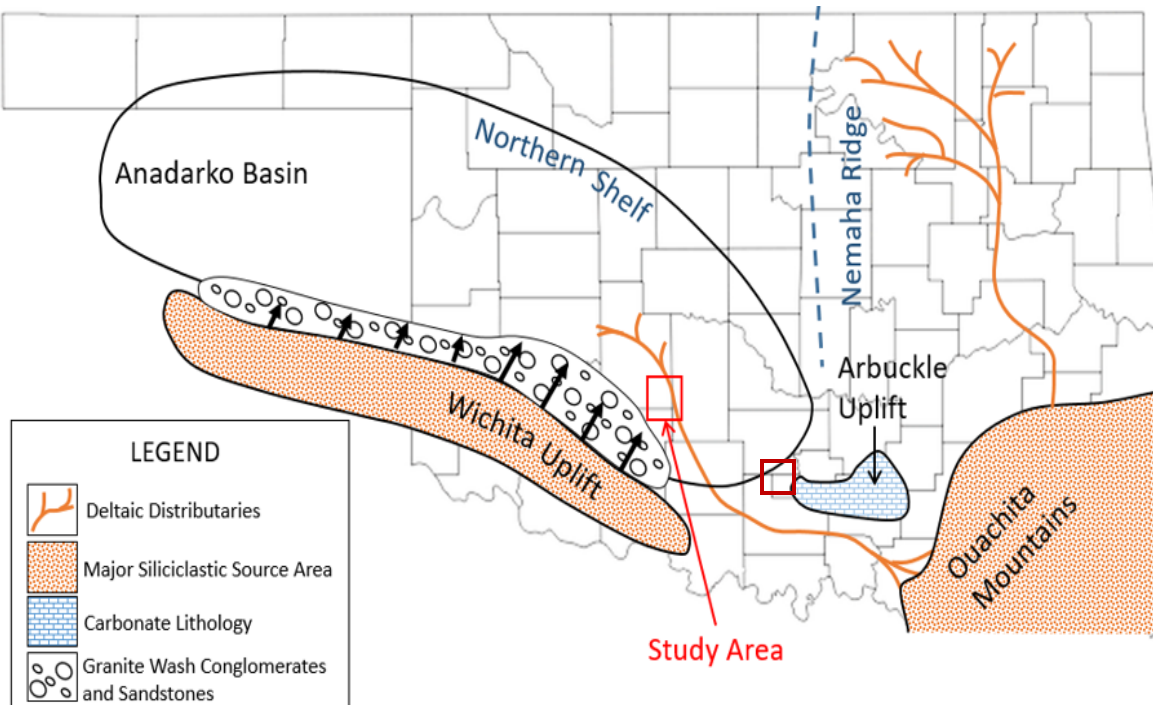 Anadarko Basin
Northern Shelf
Nemaha Ridge
Arbuckle
Uplift
Wichita Uplift
Ouachita
Mountains
Study Area
LEGEND
Deltaic Distributaries
Major Siliciclastic Source Area
Carbonate Lithology
Granite Wash Conglomerates
and Sandstones